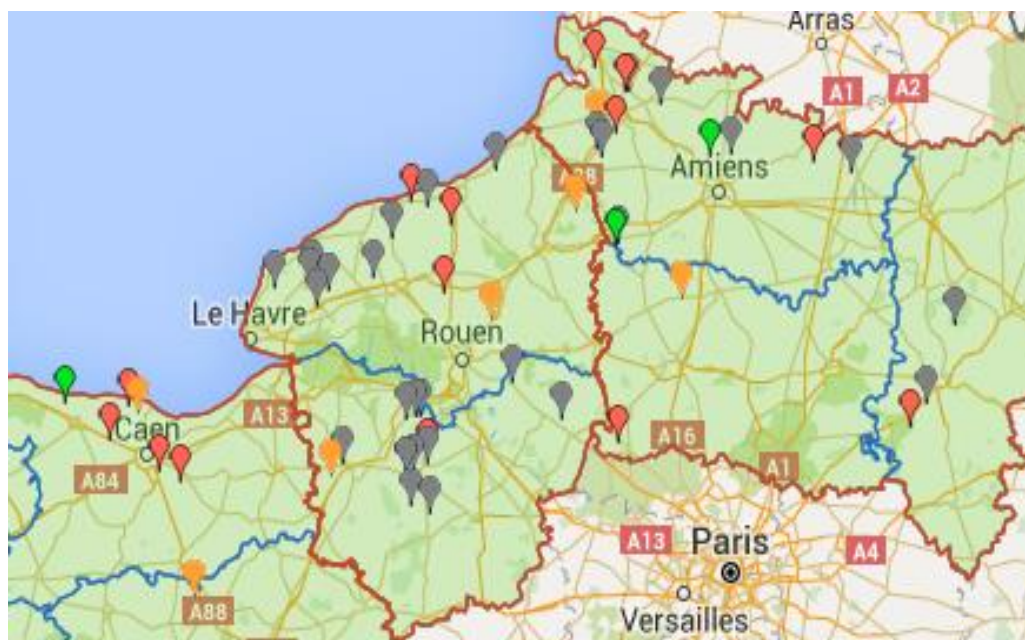 Arras
A1
A2
Amiens
A28
Le Havre
Rouen
A13
Caen
A16
A84
A1
A13
Paris
A4
Versailles
A88